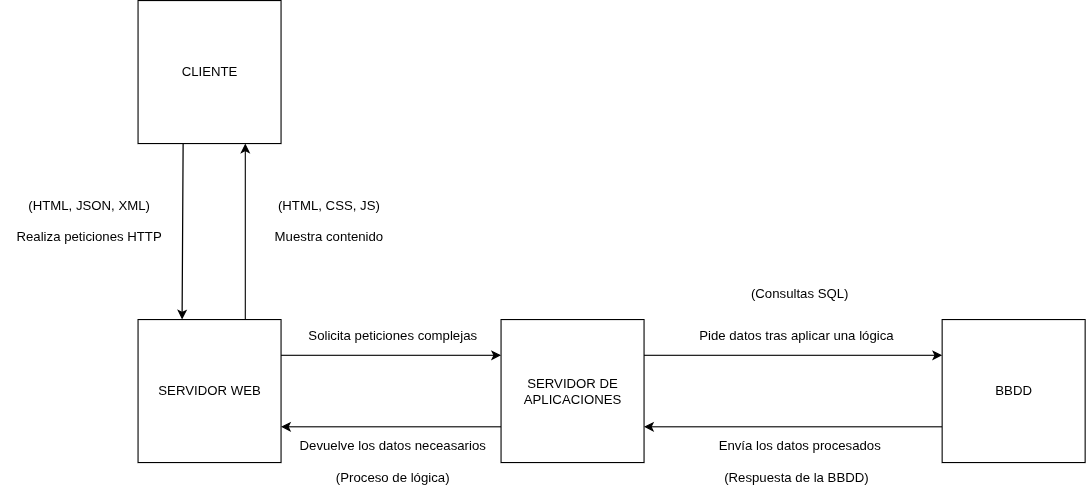 CLIENTE
(HTML, JSON, XML)
Realiza peticiones HTTP
(HTML, CSS, JS)
Muestra contenido
SERVIDOR WEB
Solicita peticiones complejas
Devuelve los datos neceasarios
(Proceso de lógica)
SERVIDOR DE
APLICACIONES
(Consultas SQL)
Pide datos tras aplicar una lógica
Envía los datos procesados
(Respuesta de la BBDD)
BBDD